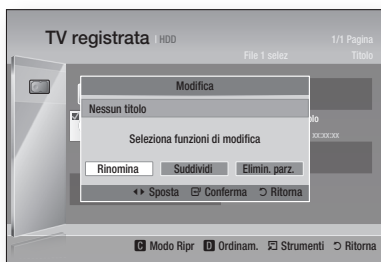 TV registrata | HDD
File 1 selez
1/1 Pagina
Titolo
Modifica
Nessun titolo
Seleziona funzioni di modifica
Rinomina Suddividi Elimin. parz.
Sposta Conferma Ritorna
C Modo Ripr D Ordinam. Strumenti Ritorna